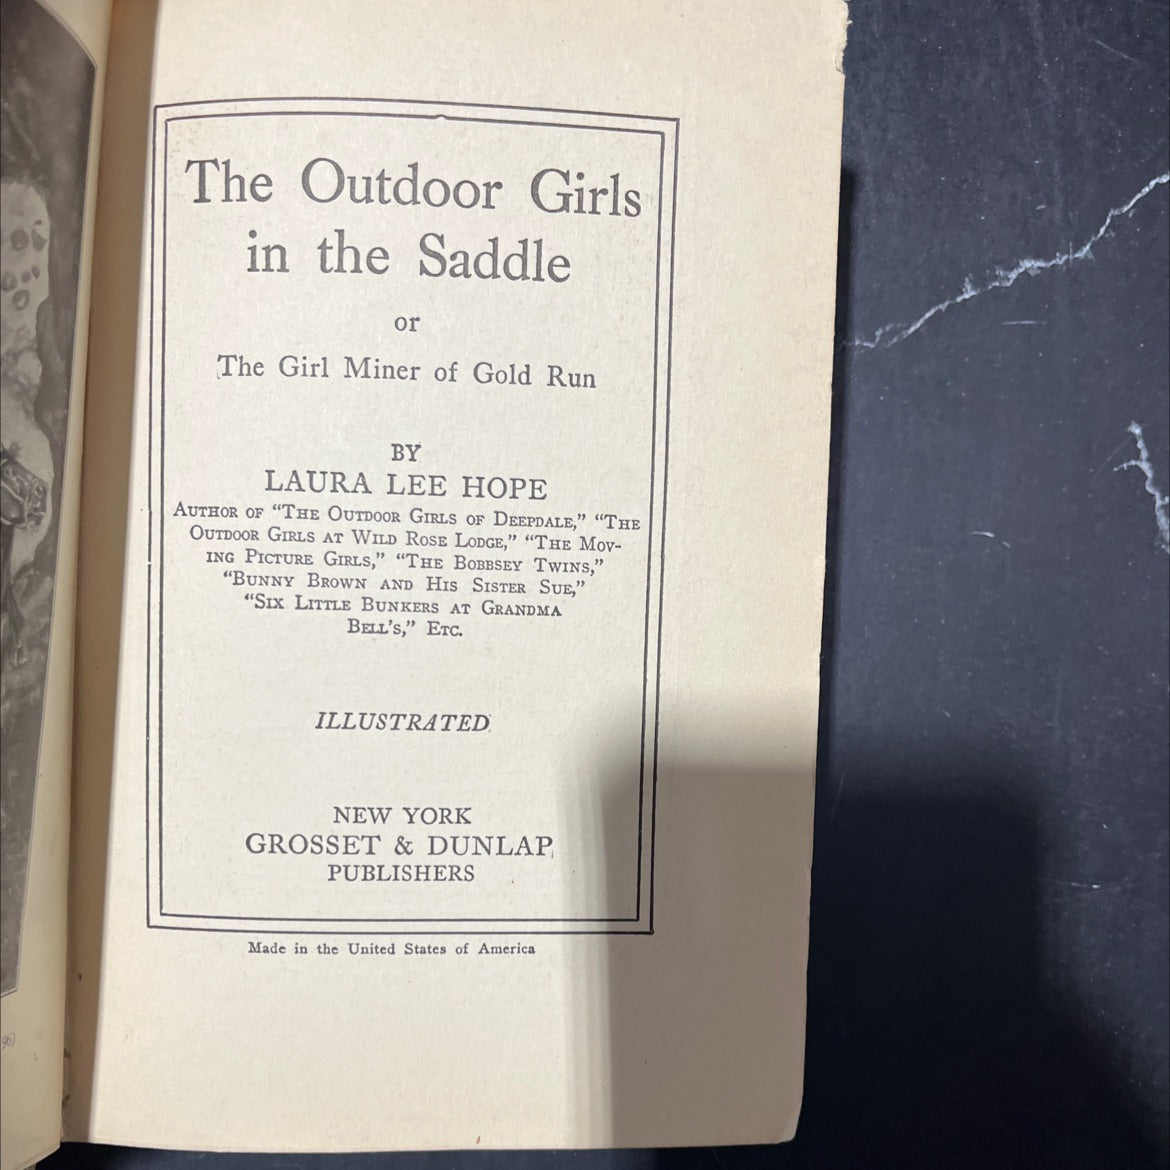 The Outdoor Girls
in the Saddle
or
The Girl Miner of Gold Run
BY
LAURA LEE HOPE
AUTHOR OF “THE OUTDOOR GIRLS OF DEEPDALE,” “THE
OUTDOOR GIRLS AT WILD ROSE LODGE,” “THE MOV-
ING PICTURE GIRLS,” “THE BOBBSEY TWINS,”
“BUNNY BROWN AND HIS SISTER SUE,”
“SIX LITTLE BUNKERS AT GRANDMA
BELL’S,” ETC.
ILLUSTRATED
NEW YORK
GROSSET & DUNLAP
PUBLISHERS
Made in the United States of America